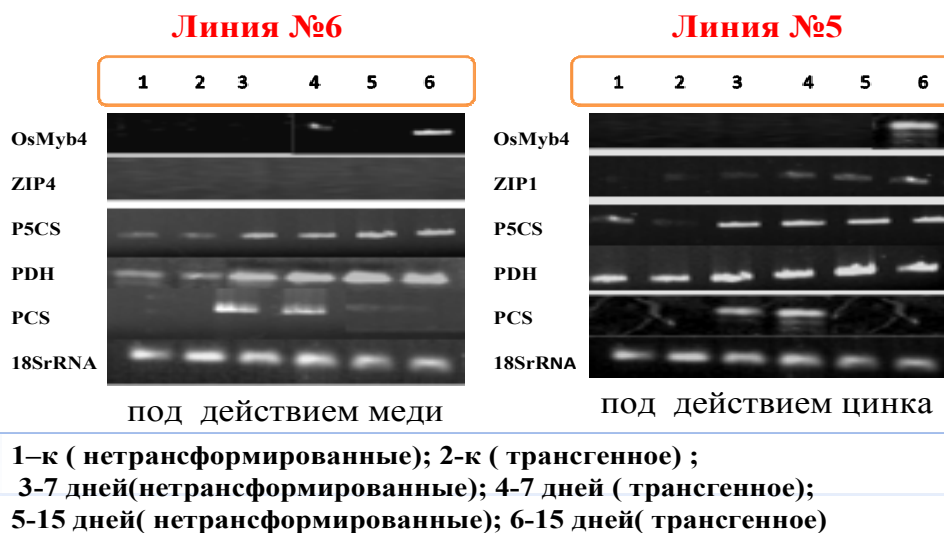 Линия №6
1 2 3 4 5 6
OsMyb4
ZIP4
P5CS
PDH
PCS
18SrRNA
под действием меди
Линия №5
1 2 3 4 5 6
OsMyb4
ZIP1
P5CS
PDH
PCS
18SrRNA
под действием цинка
1–к ( нетрансформированные); 2-к ( трансгенное) ;
3-7 дней(нетрансформированные); 4-7 дней ( трансгенное);
5-15 дней( нетрансформированные); 6-15 дней( трансгенное)